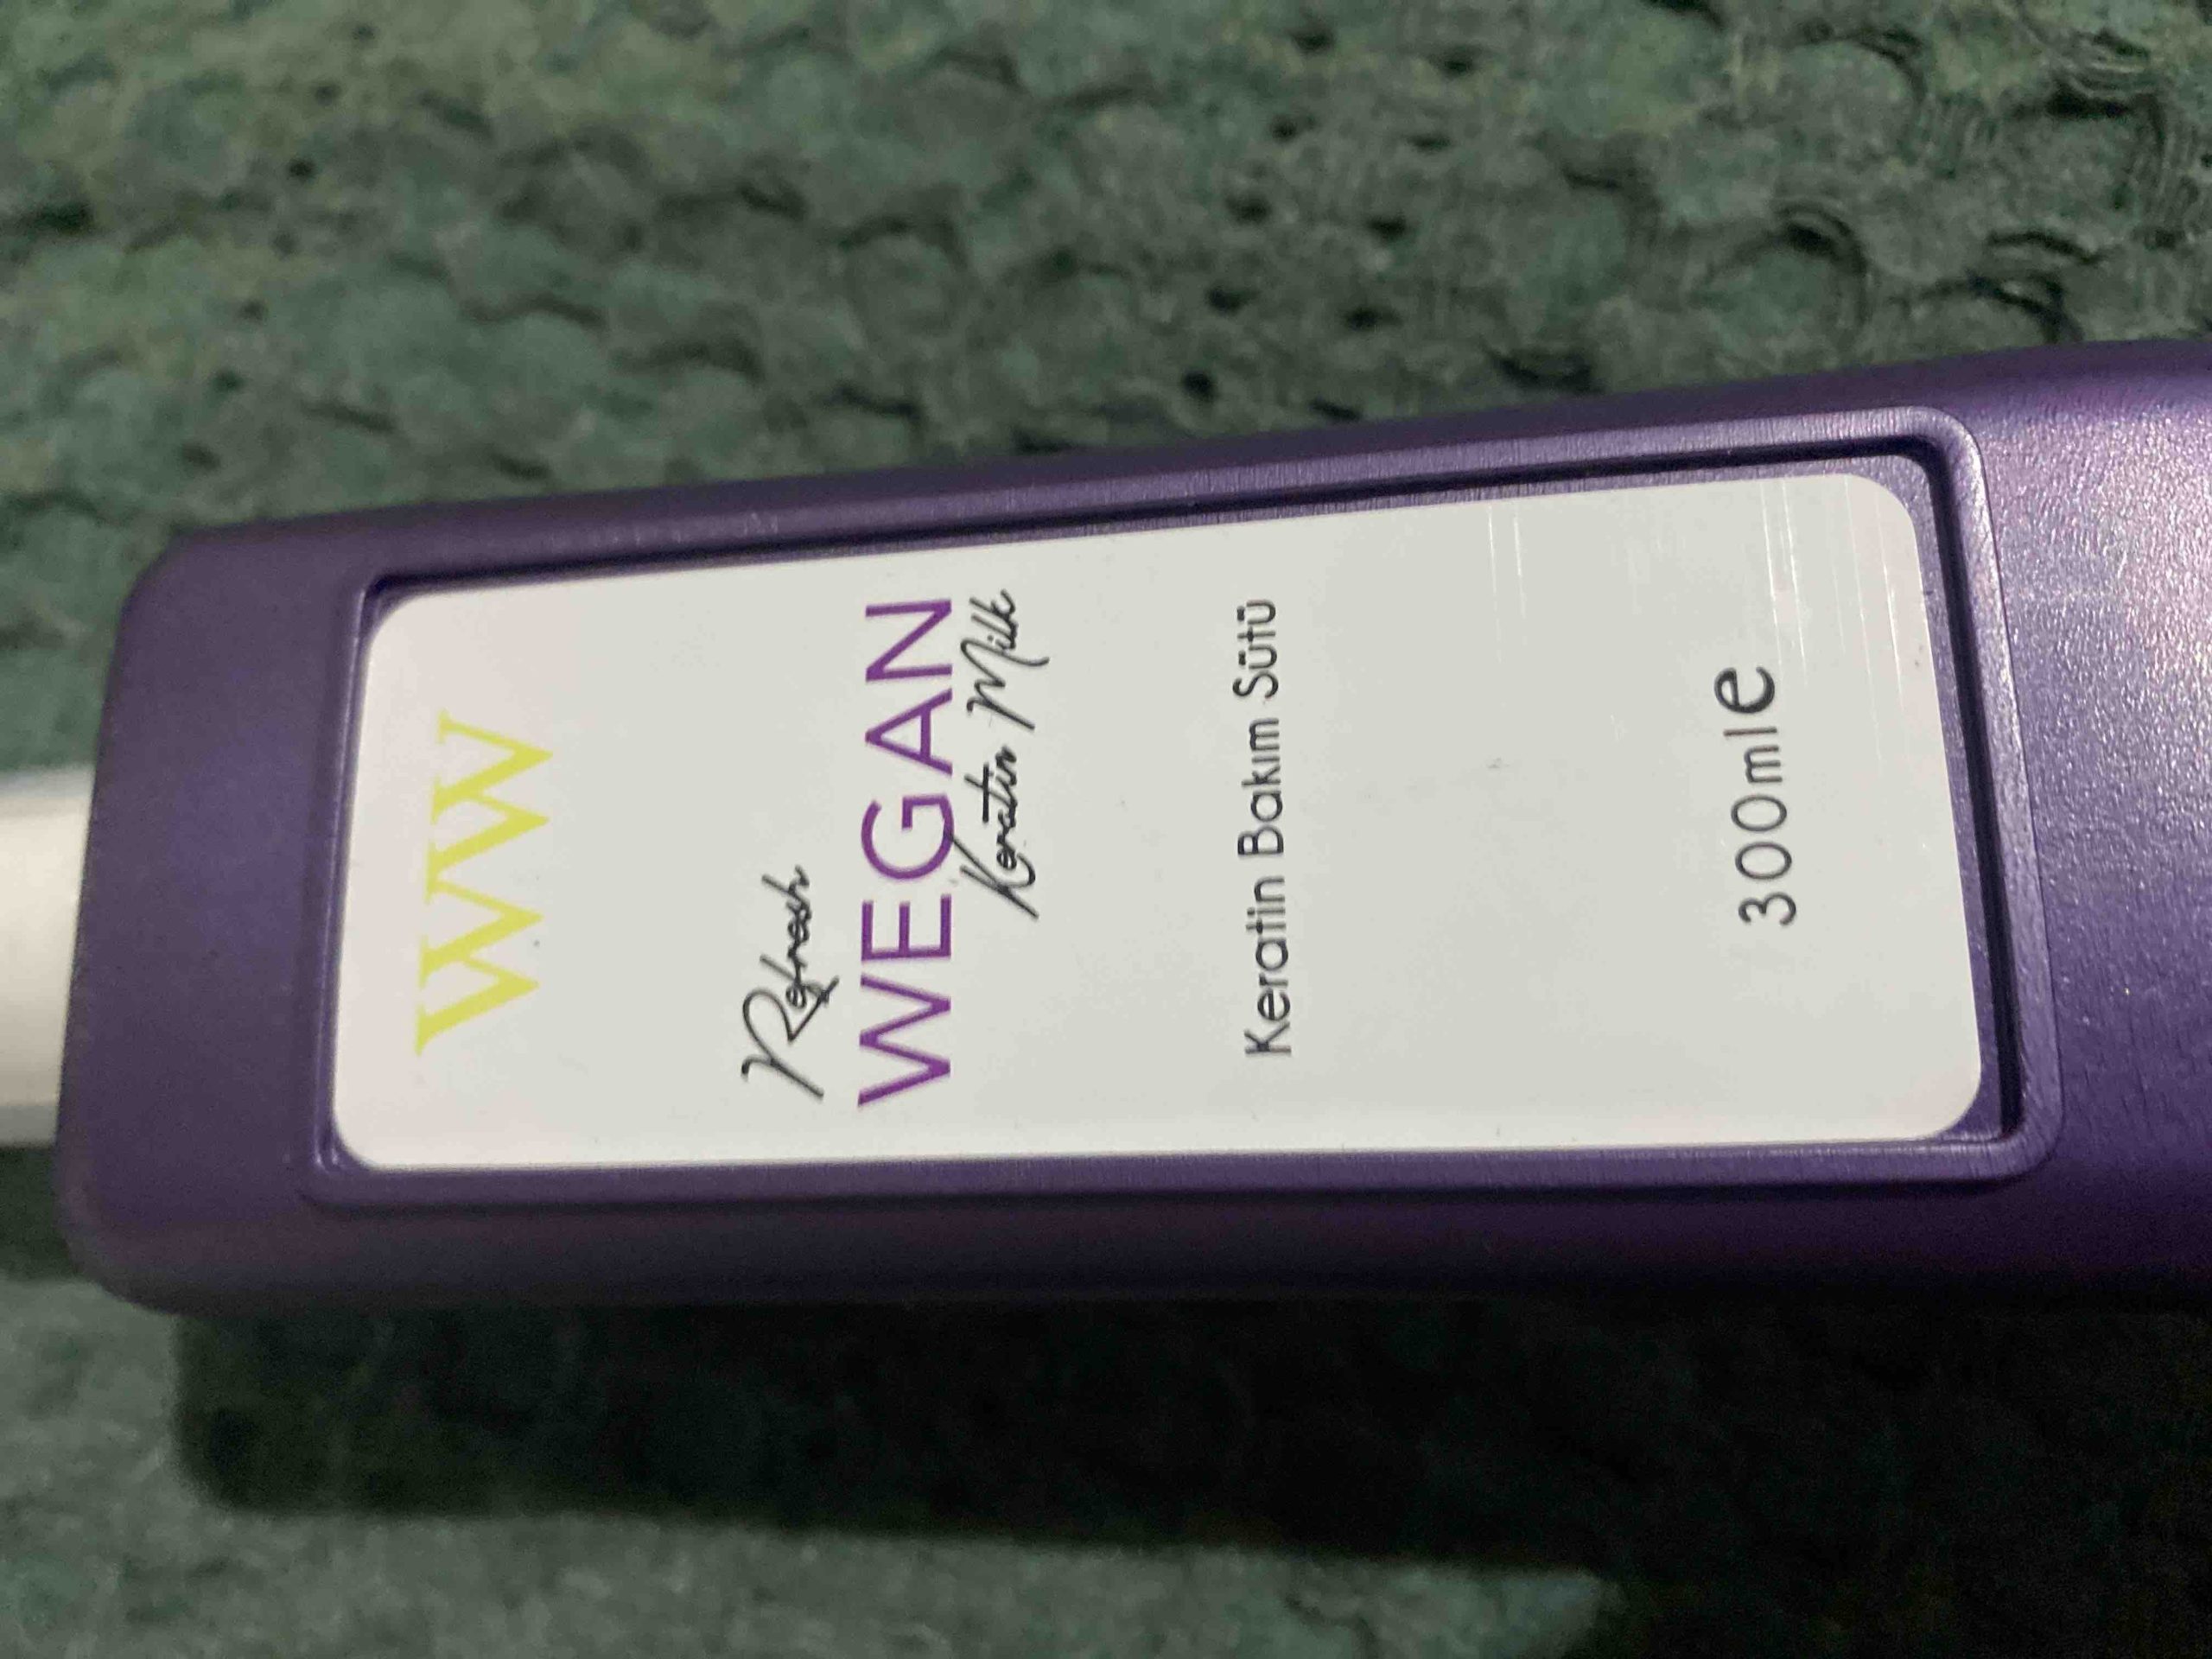 WW
Refresh
WEGAN
Keratin Milk
Keratin Bakım Sütü
300ml e